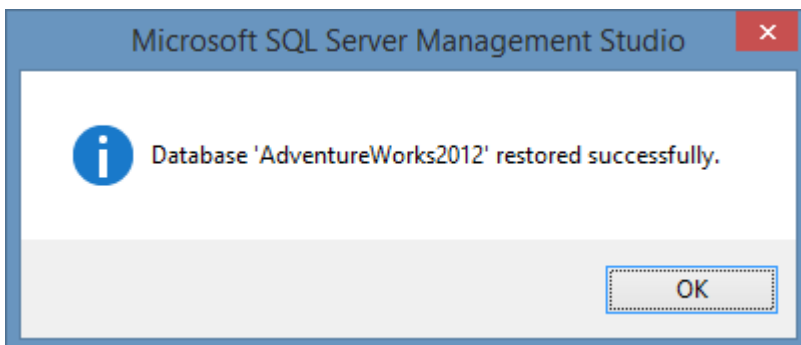 Microsoft SQL Server Management Studio
Database 'AdventureWorks2012' restored successfully.
OK